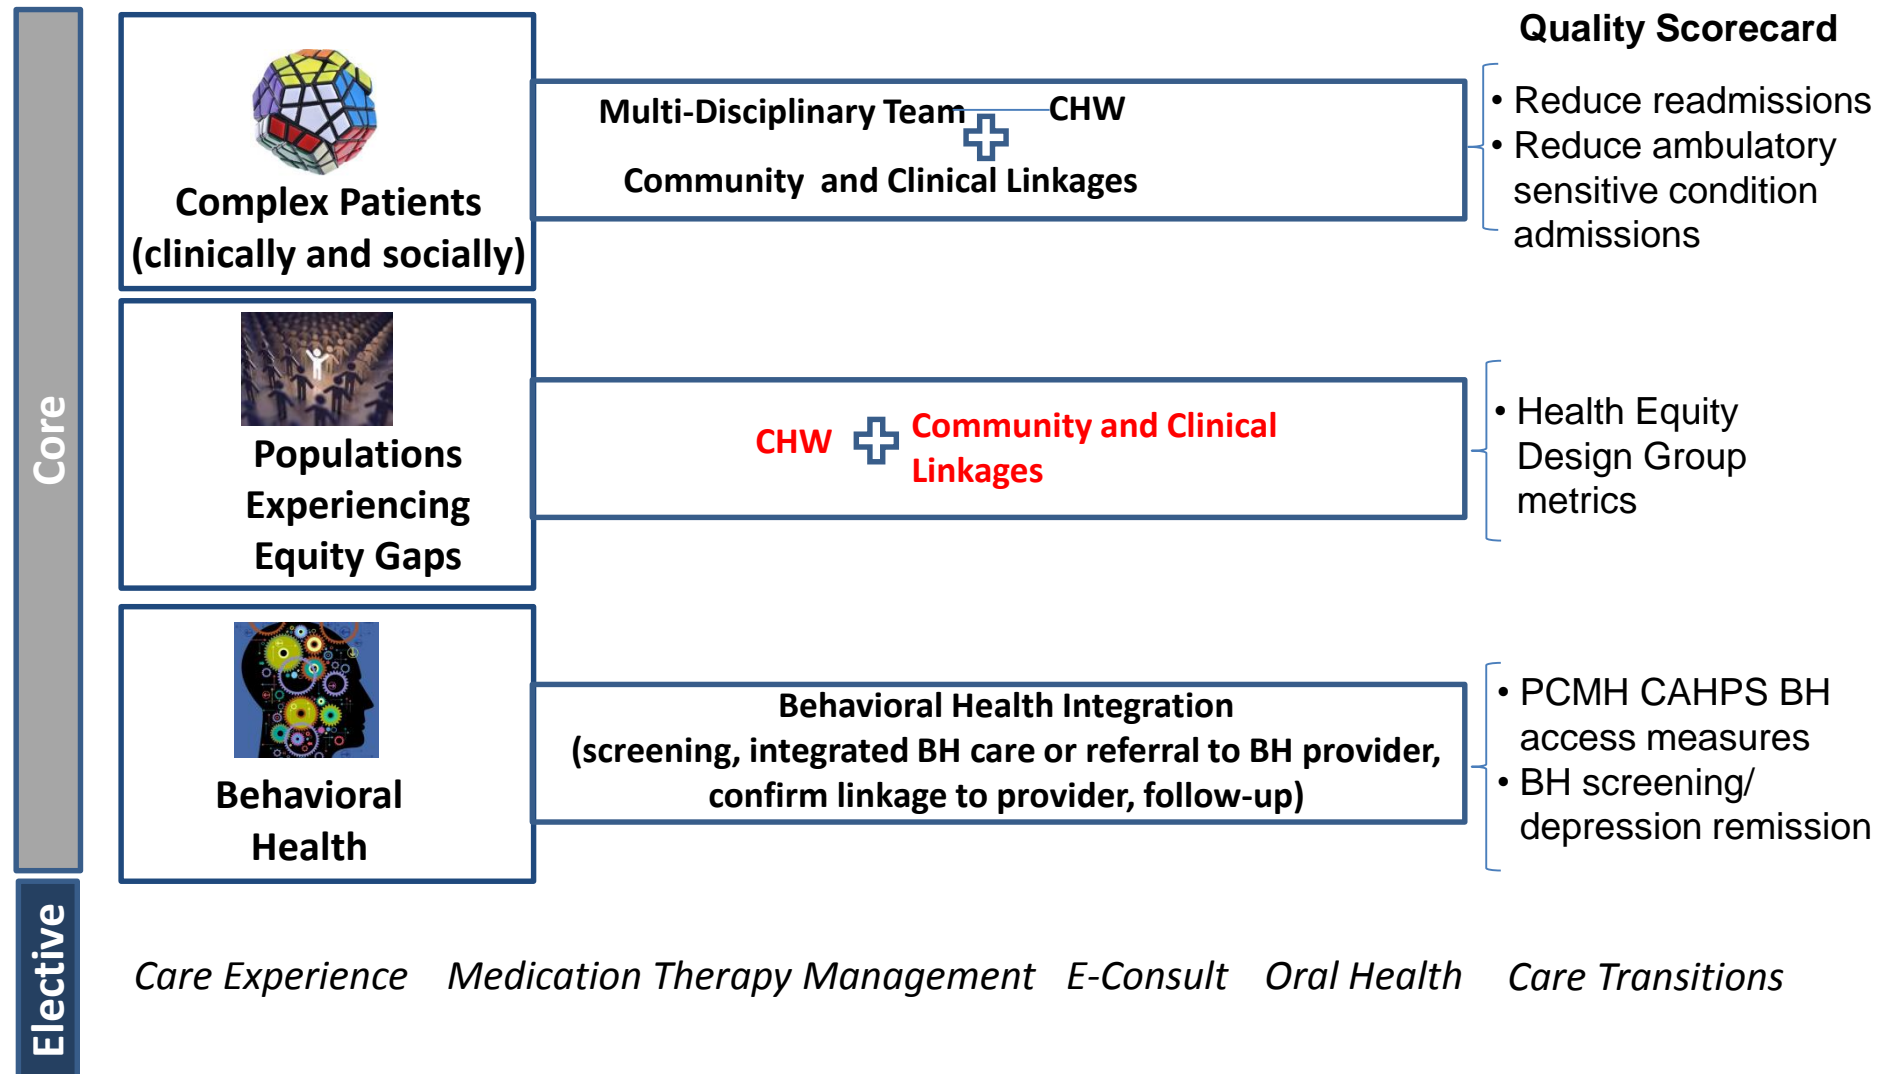 Quality Scorecard
Core
Complex Patients
(clinically and socially)
Multi-Disciplinary Team
CHW
Community and Clinical Linkages
• Reduce readmissions
• Reduce ambulatory
sensitive condition
admissions
Populations
Experiencing
Equity Gaps
CHW
Community and Clinical
Linkages
• Health Equity
Design Group
metrics
Behavioral
Health
Behavioral Health Integration
(screening, integrated BH care or referral to BH provider,
confirm linkage to provider, follow-up)
• PCMH CAHPS BH
access measures
• BH screening/
depression remission
Elective
Care Experience
Medication Therapy Management
E-Consult
Oral Health
Care Transitions